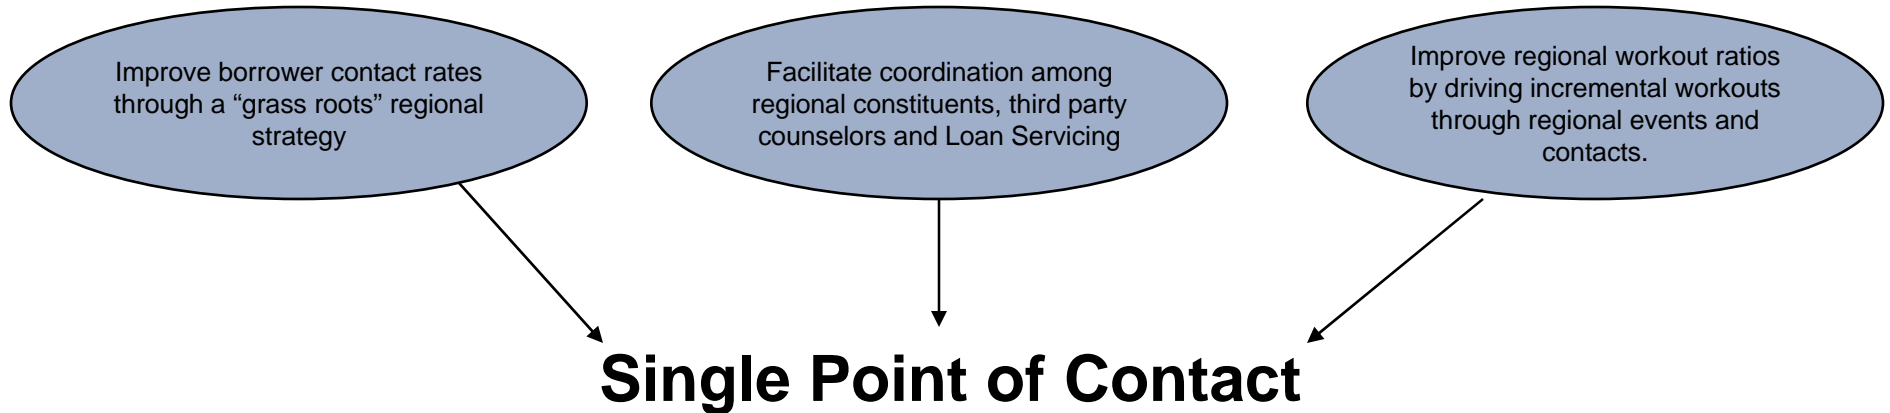 Improve borrower contact rates
through a “grass roots” regional
strategy
Facilitate coordination among
regional constituents, third party
counselors and Loan Servicing
Improve regional workout ratios
by driving incremental workouts
through regional events and
contacts.
Single Point of Contact